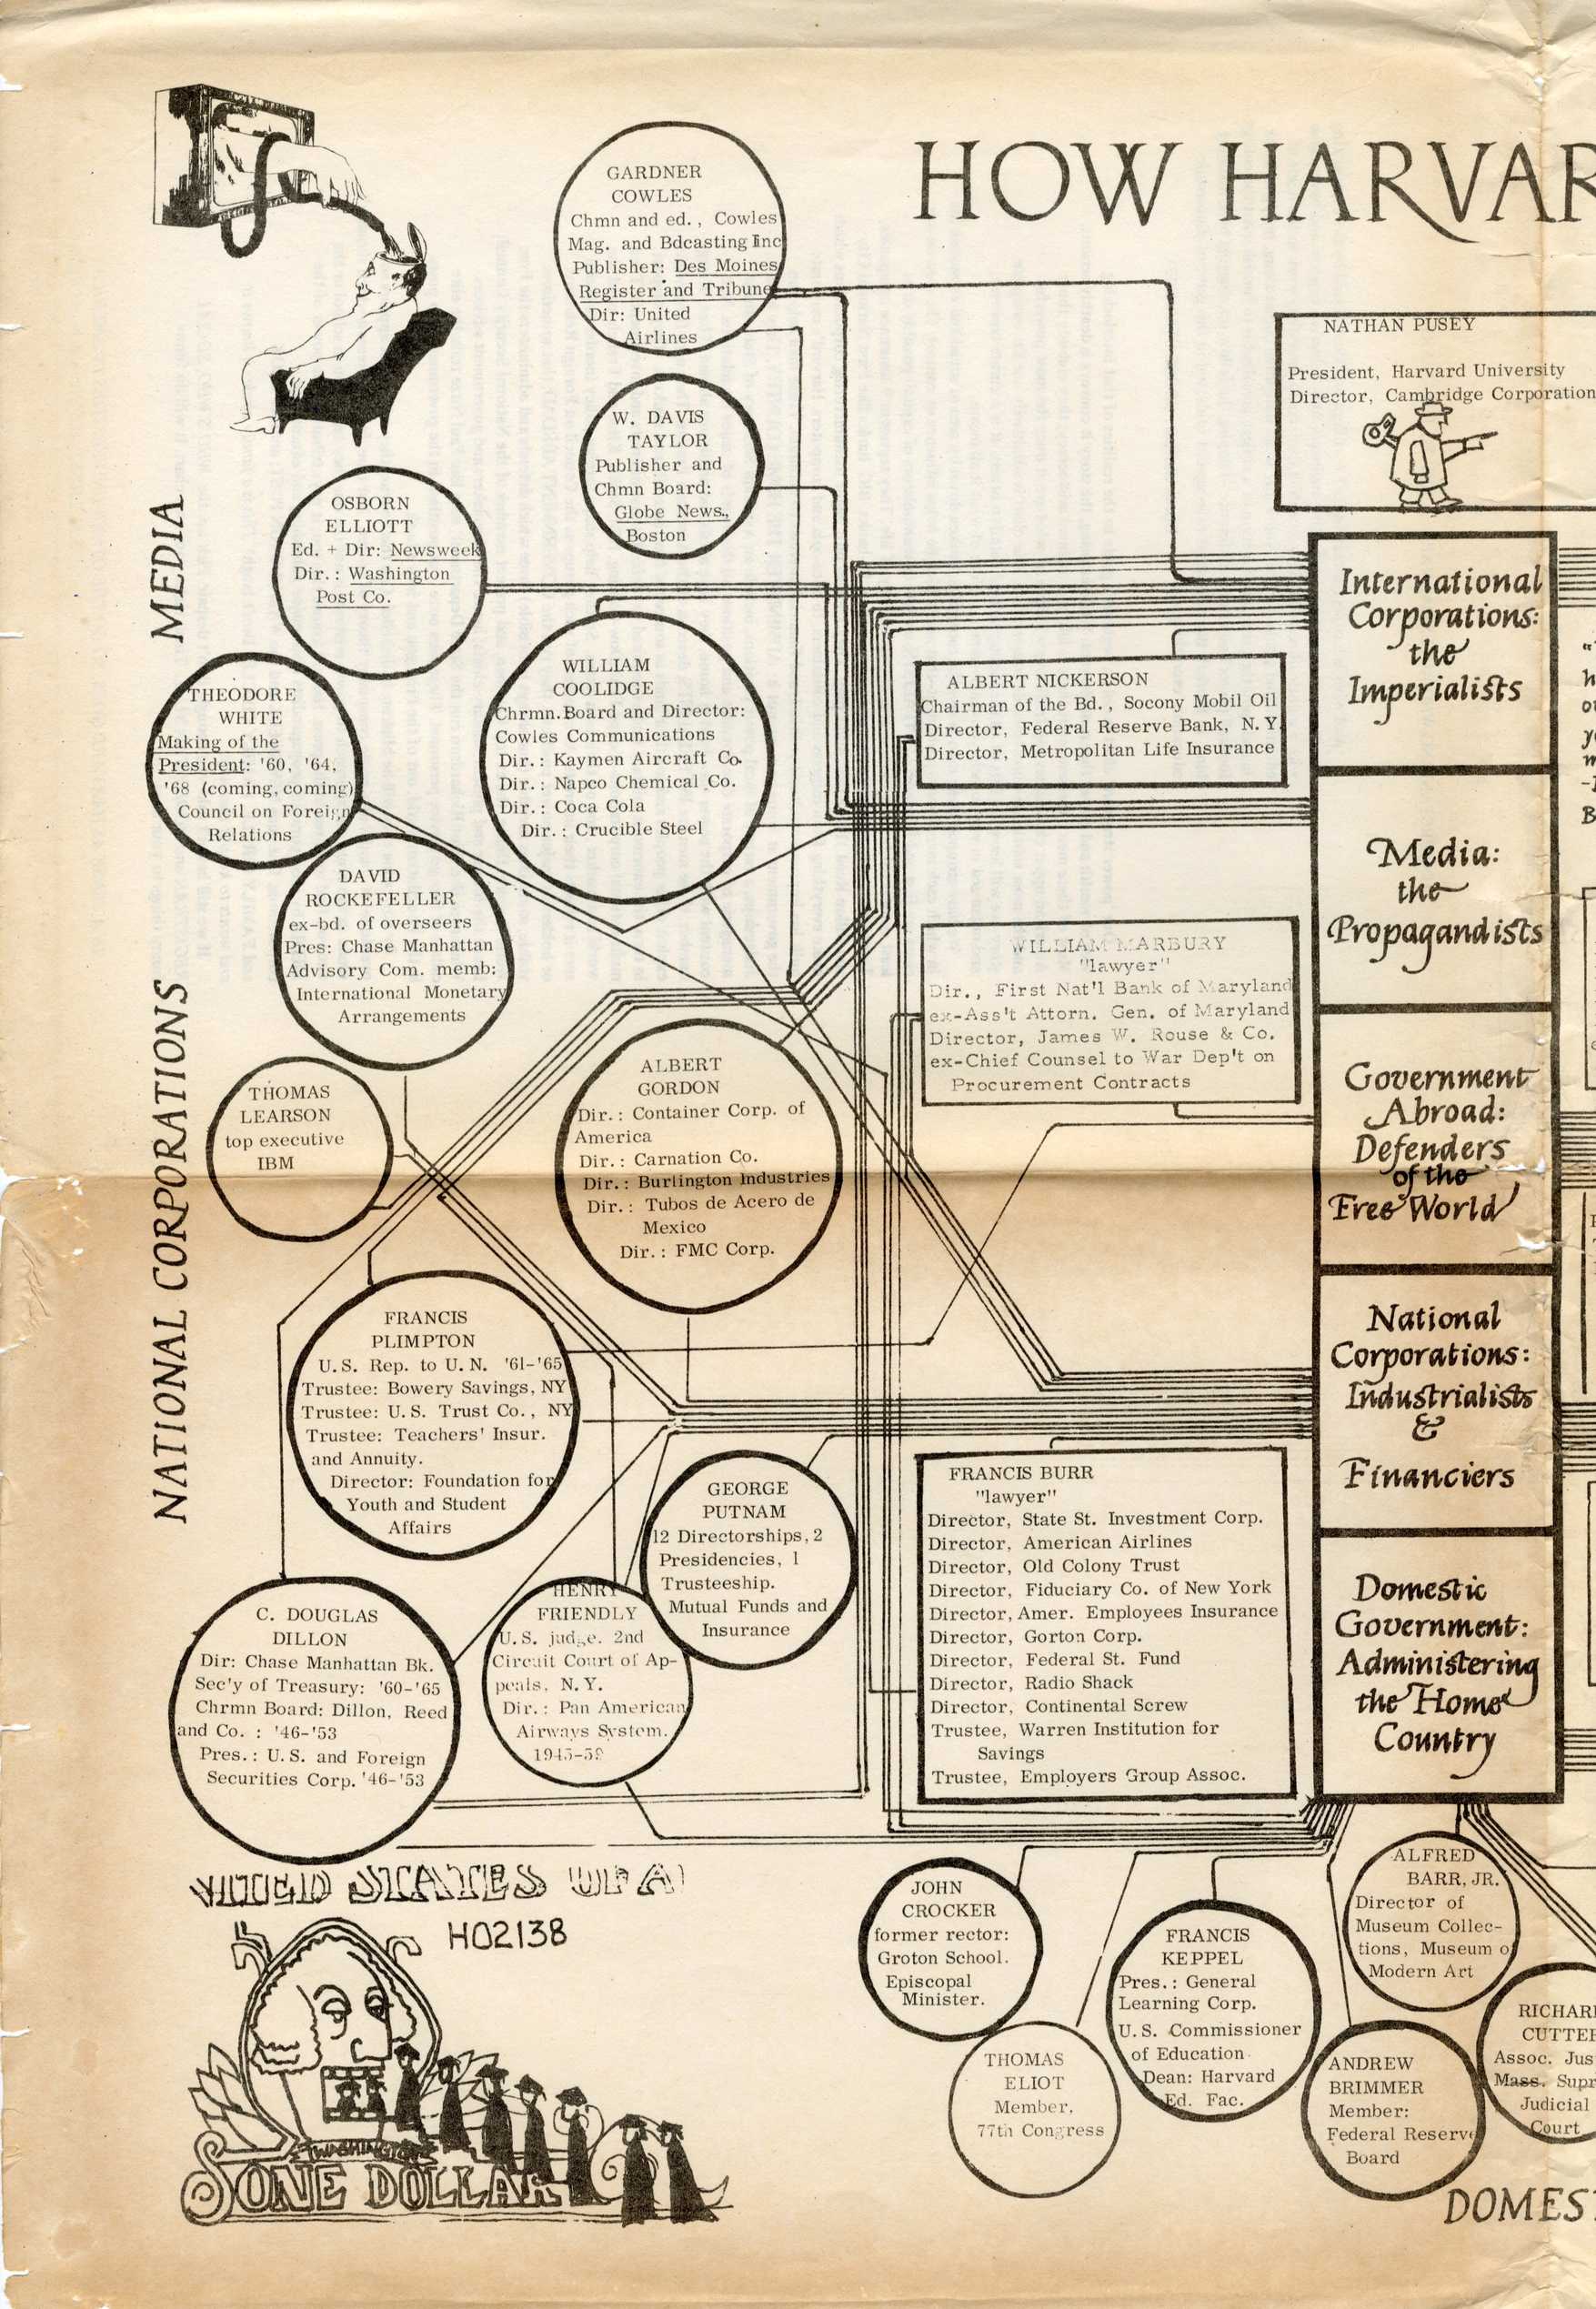 HOW HARVAR
GARDNER
COWLES
Chmn and ed., Cowles
Mag. and Bdcasting Inc
Publisher: Des Moines
Register and Tribune
Dir: United
Airlines
NATHAN PUSEY
President, Harvard University
Director, Cambridge Corporation
W. DAVIS
TAYLOR
Publisher and
Chmn Board:
Globe News.,
Boston
MEDIA
OSBORN
ELLIOTT
Ed. + Dir: Newsweek
Dir.: Washington
Post Co.
THEODORE
WHITE
Making of the
President: '60, '64,
'68 (coming, coming)
Council on Foreign
Relations
WILLIAM
COOLIDGE
Chrmn. Board and Director:
Cowles Communications
Dir.: Kaymen Aircraft Co.
Dir.: Napco Chemical Co.
Dir.: Coca Cola
Dir.: Crucible Steel
ALBERT NICKERSON
Chairman of the Bd., Socony Mobil Oil
Director, Federal Reserve Bank, N.Y.
Director, Metropolitan Life Insurance
International
Corporations:
the
Imperialists
Media:
the
Propagandists
Government
Abroad:
Defenders
of the
Free World
National
Corporations:
Industrialists
&
Financiers
Domestic
Government:
Administering
the Home
Country
NATIONAL CORPORATIONS
DAVID
ROCKEFELLER
ex-bd. of overseers
Pres: Chase Manhattan
Advisory Com. memb:
International Monetary
Arrangements
WILLIAM MARBURY
"lawyer"
Dir., First Nat'l Bank of Maryland
ex-Ass't Attorn. Gen. of Maryland
Director, James W. Rouse & Co.
ex-Chief Counsel to War Dep't on
Procurement Contracts
THOMAS
LEARSON
top executive
IBM
ALBERT
GORDON
Dir.: Container Corp. of
America
Dir.: Carnation Co.
Dir.: Burlington Industries
Dir.: Tubos de Acero de
Mexico
Dir.: FMC Corp.
FRANCIS
PLIMPTON
U.S. Rep. to U.N. '61-'65
Trustee: Bowery Savings, NY
Trustee: U.S. Trust Co., NY
Trustee: Teachers' Insur.
and Annuity.
Director: Foundation for
Youth and Student
Affairs
GEORGE
PUTNAM
12 Directorships, 2
Presidencies, 1
Trusteeship.
Mutual Funds and
Insurance
FRANCIS BURR
"lawyer"
Director, State St. Investment Corp.
Director, American Airlines
Director, Old Colony Trust
Director, Fiduciary Co. of New York
Director, Amer. Employees Insurance
Director, Gorton Corp.
Director, Federal St. Fund
Director, Radio Shack
Director, Continental Screw
Trustee, Warren Institution for
Savings
Trustee, Employers Group Assoc.
C. DOUGLAS
DILLON
Dir: Chase Manhattan Bk.
Sec'y of Treasury: '60-'65
Chrmn Board: Dillon, Reed
and Co.: '46-'53
Pres.: U.S. and Foreign
Securities Corp. '46-'53
HENRY
FRIENDLY
U.S. judge. 2nd
Circuit Court of Ap-
peals, N.Y.
Dir.: Pan American
Airways System.
JOHN
CROCKER
former rector:
Groton School.
Episcopal
Minister.
THOMAS
ELIOT
Member,
77th Congress
FRANCIS
KEPPEL
Pres.: General
Learning Corp.
U.S. Commissioner
of Education
Dean: Harvard
Ed. Fac.
ALFRED
BARR, JR.
Director of
Museum Collec-
tions, Museum of
Modern Art
ANDREW
BRIMMER
Member:
Federal Reserve
Board
RICHAR
CUTTER
Assoc. Jus
Mass. Supr
Judicial
Court
DOMES
NITED STATES OF A
H02138
WASHINGTON
ONE DOLLAR